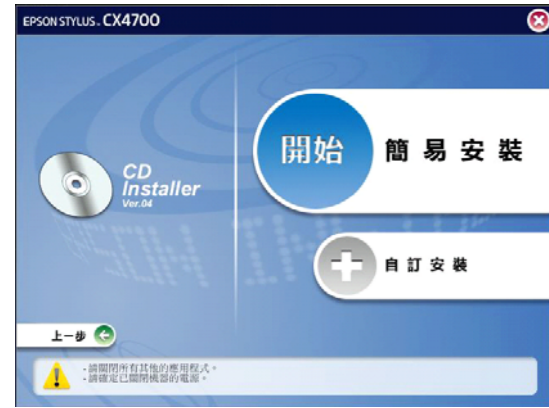 EPSON STYLUS CX4700
開始 簡易安裝
CD
Installer
Ver.04
自訂安裝
上一步
-請關閉所有其他的應用程式。
-請確定已關閉機器的電源。